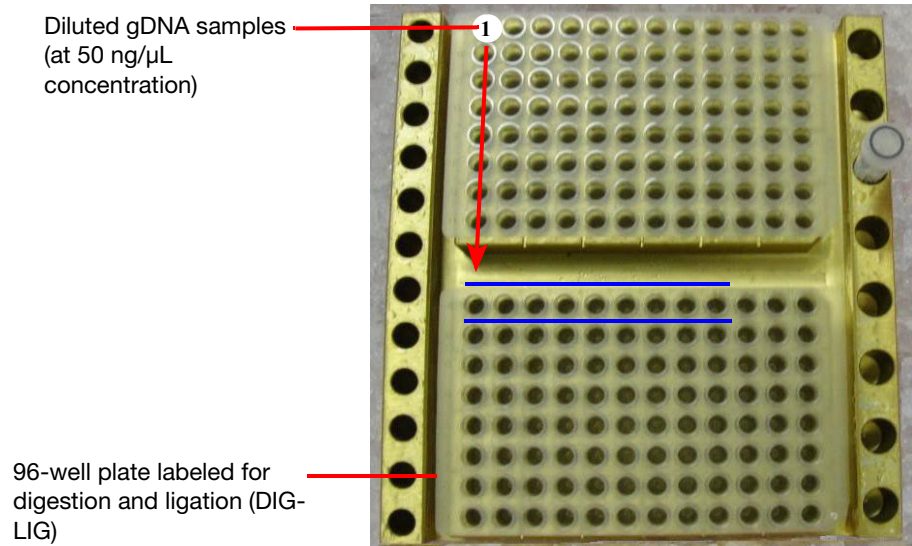 Diluted gDNA samples
(at 50 ng/µL
concentration)
1
96-well plate labeled for
digestion and ligation (DIG-
LIG)